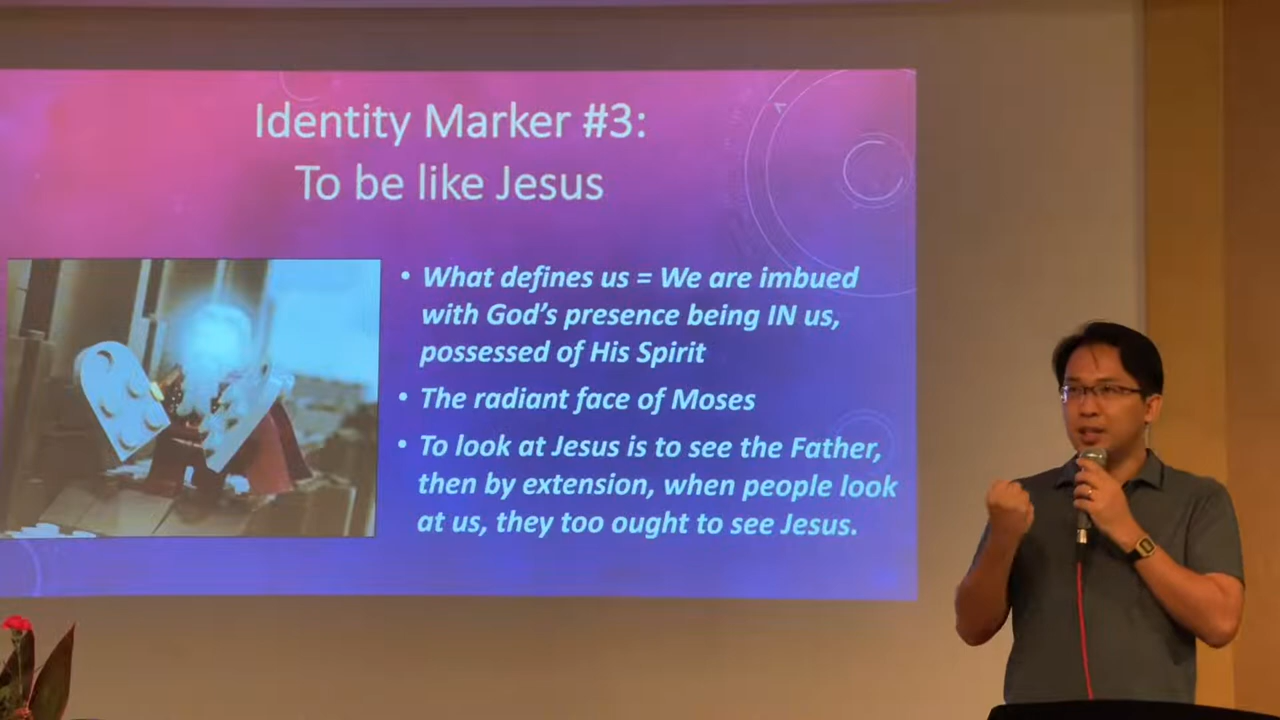 Identity Marker #3:
To be like Jesus
• What defines us = We are imbued
with God's presence being IN us,
possessed of His Spirit
• The radiant face of Moses
• To look at Jesus is to see the Father,
then by extension, when people look
at us, they too ought to see Jesus.